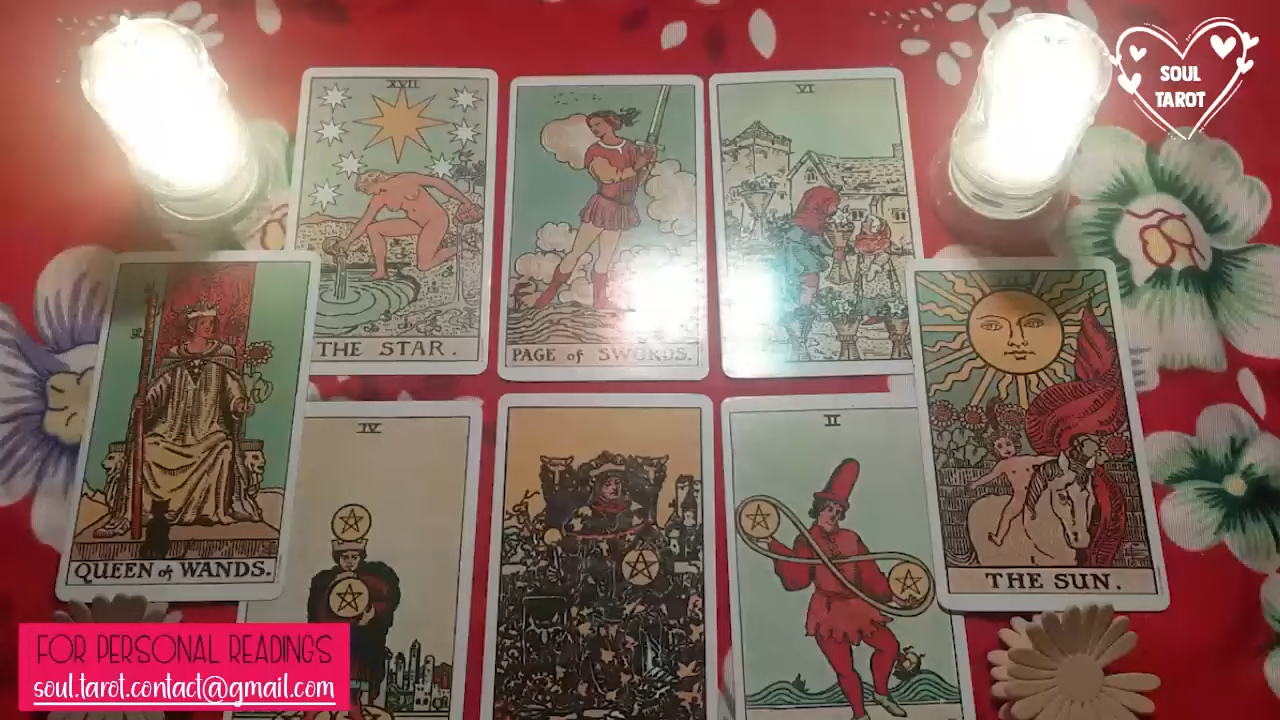 SOUL
TAROT
XVII
VI
THE STAR.
PAGE of SWORDS.
IV
II
QUEEN of WANDS.
THE SUN.
FOR PERSONAL READINGS
soul.tarot.contact@gmail.com